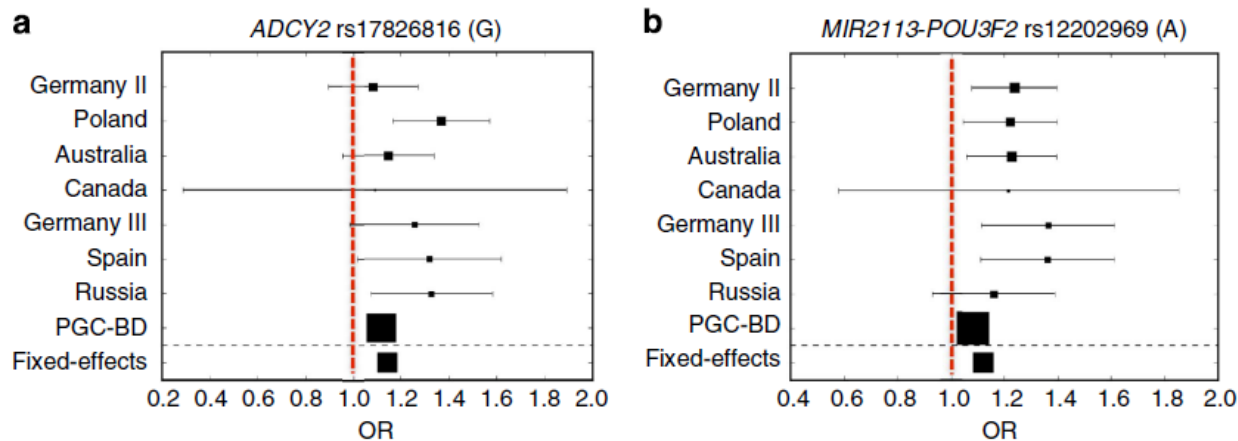 a
ADCY2 rs17826816 (G)
Germany II
Poland
Australia
Canada
Germany III
Spain
Russia
PGC-BD
Fixed-effects
0.2 0.4 0.6 0.8 1.0 1.2 1.4 1.6 1.8 2.0
OR
b
MIR2113-POU3F2 rs12202969 (A)
Germany II
Poland
Australia
Canada
Germany III
Spain
Russia
PGC-BD
Fixed-effects
0.4 0.6 0.8 1.0 1.2 1.4 1.6 1.8 2.0
OR